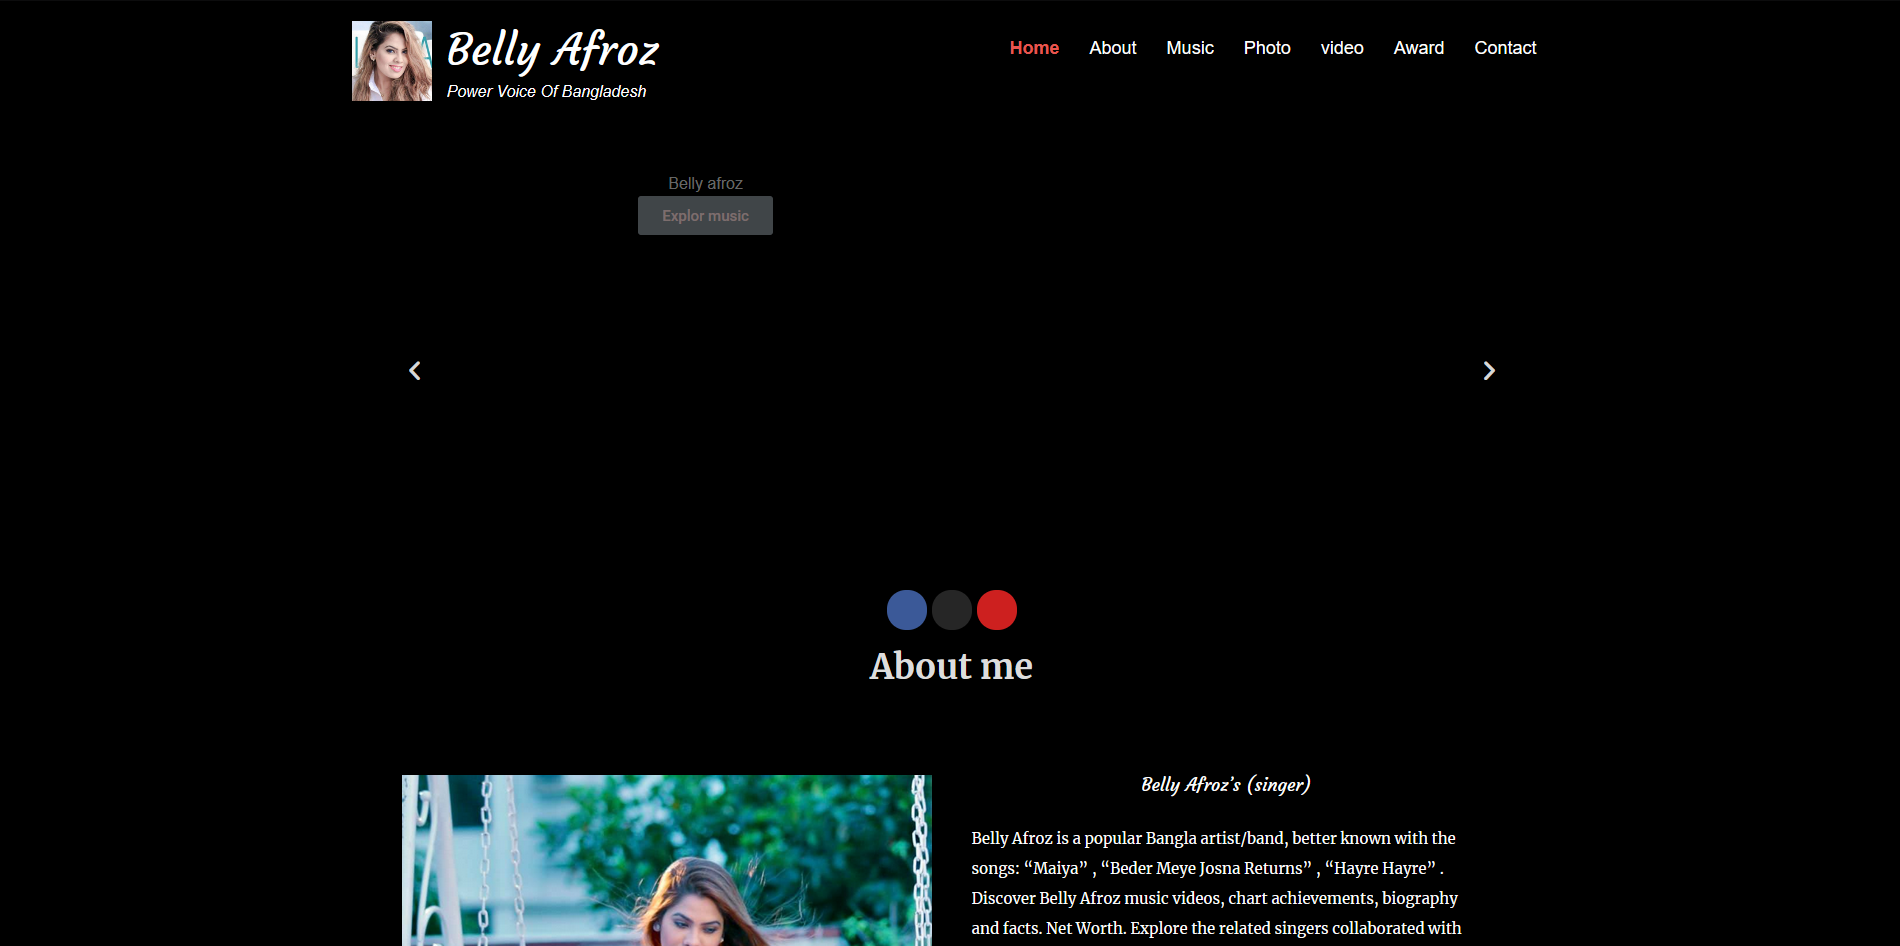 Belly Afroz
Power Voice Of Bangladesh
Home About Music Photo video Award Contact
Belly afroz
Explor music
About me
Belly Afroz’s (singer)
Belly Afroz is a popular Bangla artist/band, better known with the
songs: “Maiya” , “Beder Meye Josna Returns” , “Hayre Hayre” .
Discover Belly Afroz music videos, chart achievements, biography
and facts. Net Worth. Explore the related singers collaborated with